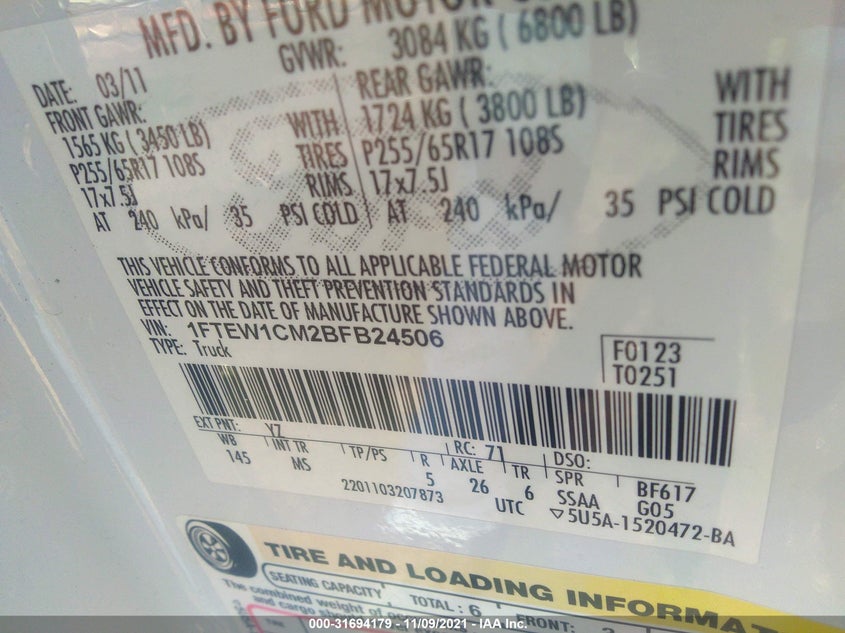 MFD. BY FORD MOTOR
GVWR: 3084 KG ( 6800 LB)
DATE: 03/11
FRONT GAWR:
1565 KG ( 3450 LB) WITH
P255/65R17 108S TIRES
17x7.5J RIMS
AT 240 kPa/ 35 PSI COLD
REAR GAWR:
1724 KG ( 3800 LB) WITH
P255/65R17 108S TIRES
17x7.5J RIMS
AT 240 kPa/ 35 PSI COLD
THIS VEHICLE CONFORMS TO ALL APPLICABLE FEDERAL MOTOR
VEHICLE SAFETY AND THEFT PREVENTION STANDARDS IN
EFFECT ON THE DATE OF MANUFACTURE SHOWN ABOVE.
VIN: 1FTEW1CM2BFB24506
TYPE: Truck
F0123
T0251
EXT PNT: YZ RC: 71 DSO:
WB INT TR TP/PS R AXLE TR SPR
145 MS 5 26 6 SSAA BF617
2201103207873 UTC G05
▽5U5A-1520472-BA
TIRE AND LOADING INFORMAT
SEATING CAPACITY TOTAL: 6 FRONT:
The combined weight of
and cargo
000-31694179 - 11/09/2021 - IAA Inc.